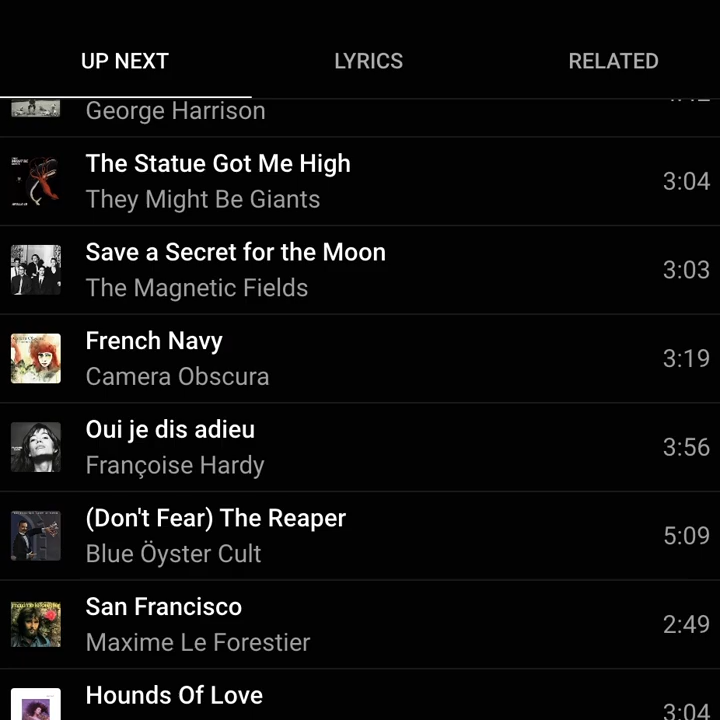 UP NEXT
LYRICS
RELATED
George Harrison
The Statue Got Me High
They Might Be Giants
3:04
Save a Secret for the Moon
The Magnetic Fields
3:03
French Navy
Camera Obscura
3:19
Oui je dis adieu
Françoise Hardy
3:56
(Don't Fear) The Reaper
Blue Öyster Cult
5:09
San Francisco
Maxime Le Forestier
2:49
Hounds Of Love
3:04